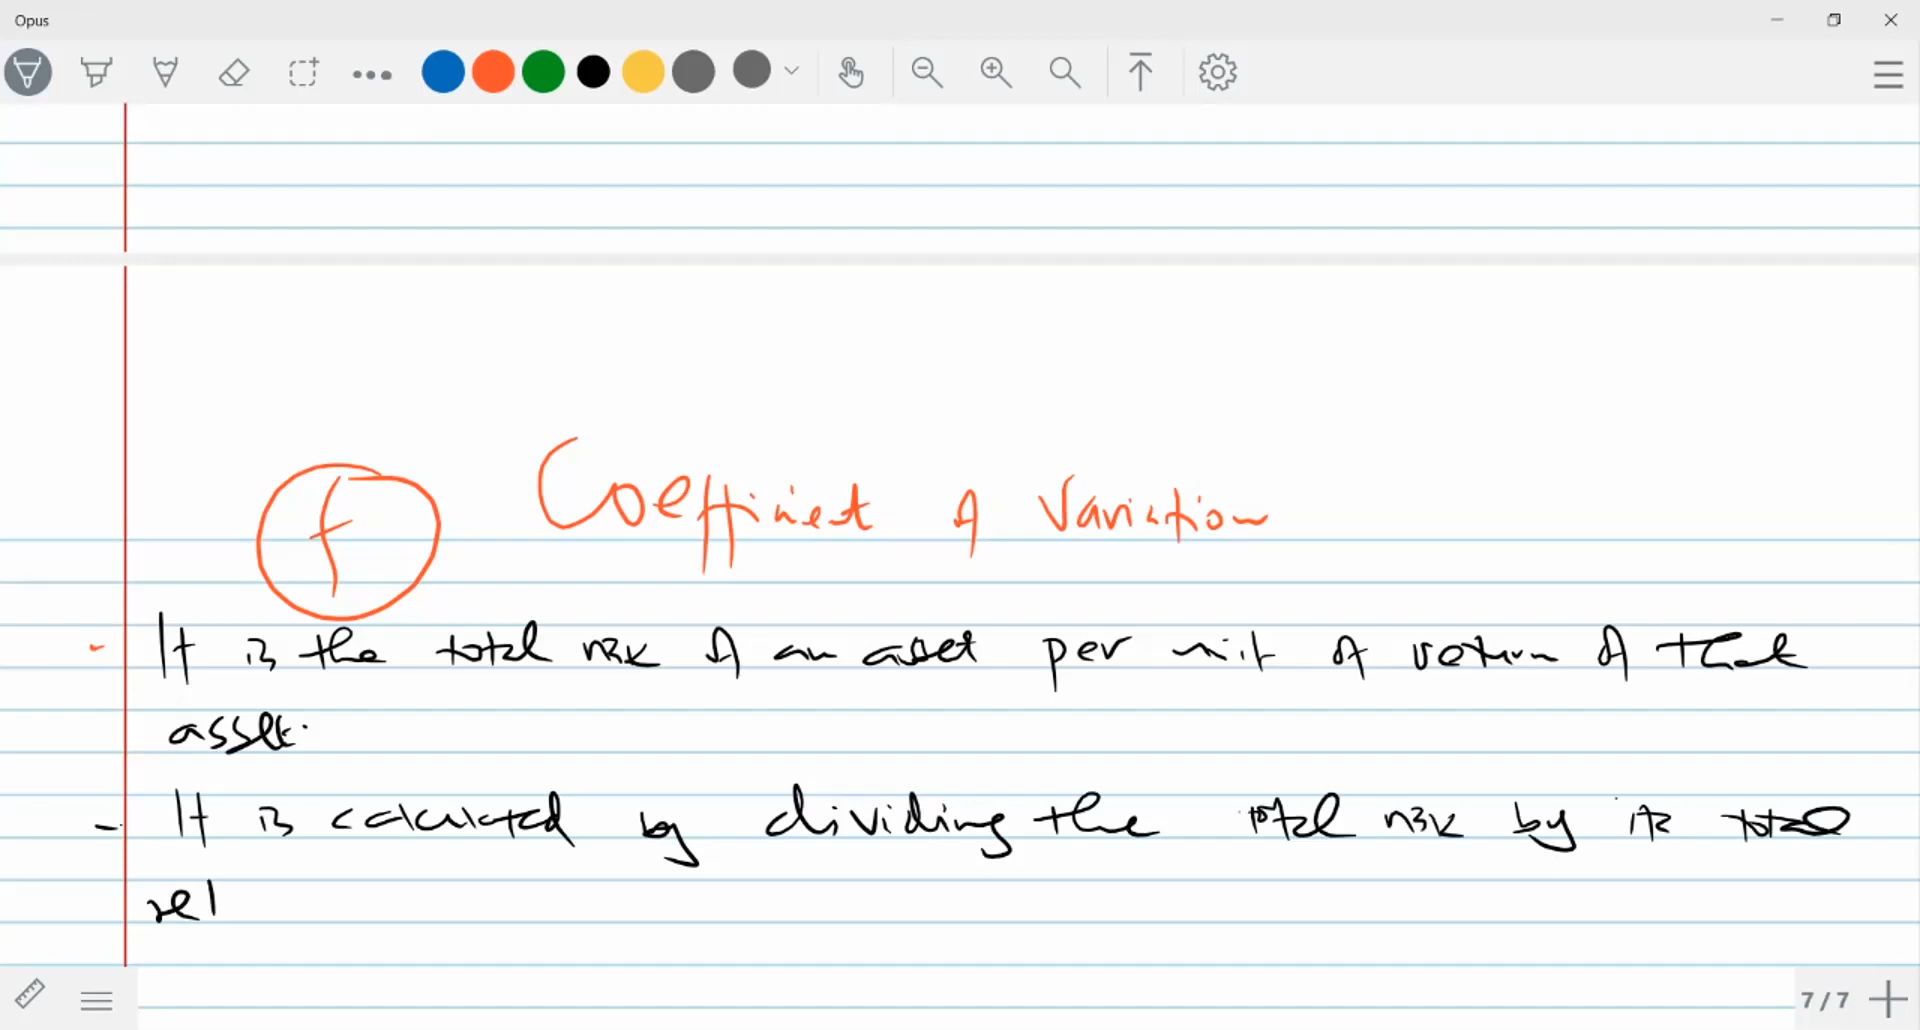 Opus
(f) Coefficient of Variation
- It is the total risk of an asset per unit of return of that
asset.
- It is calculated by dividing the total risk by its total
ret
7 / 7